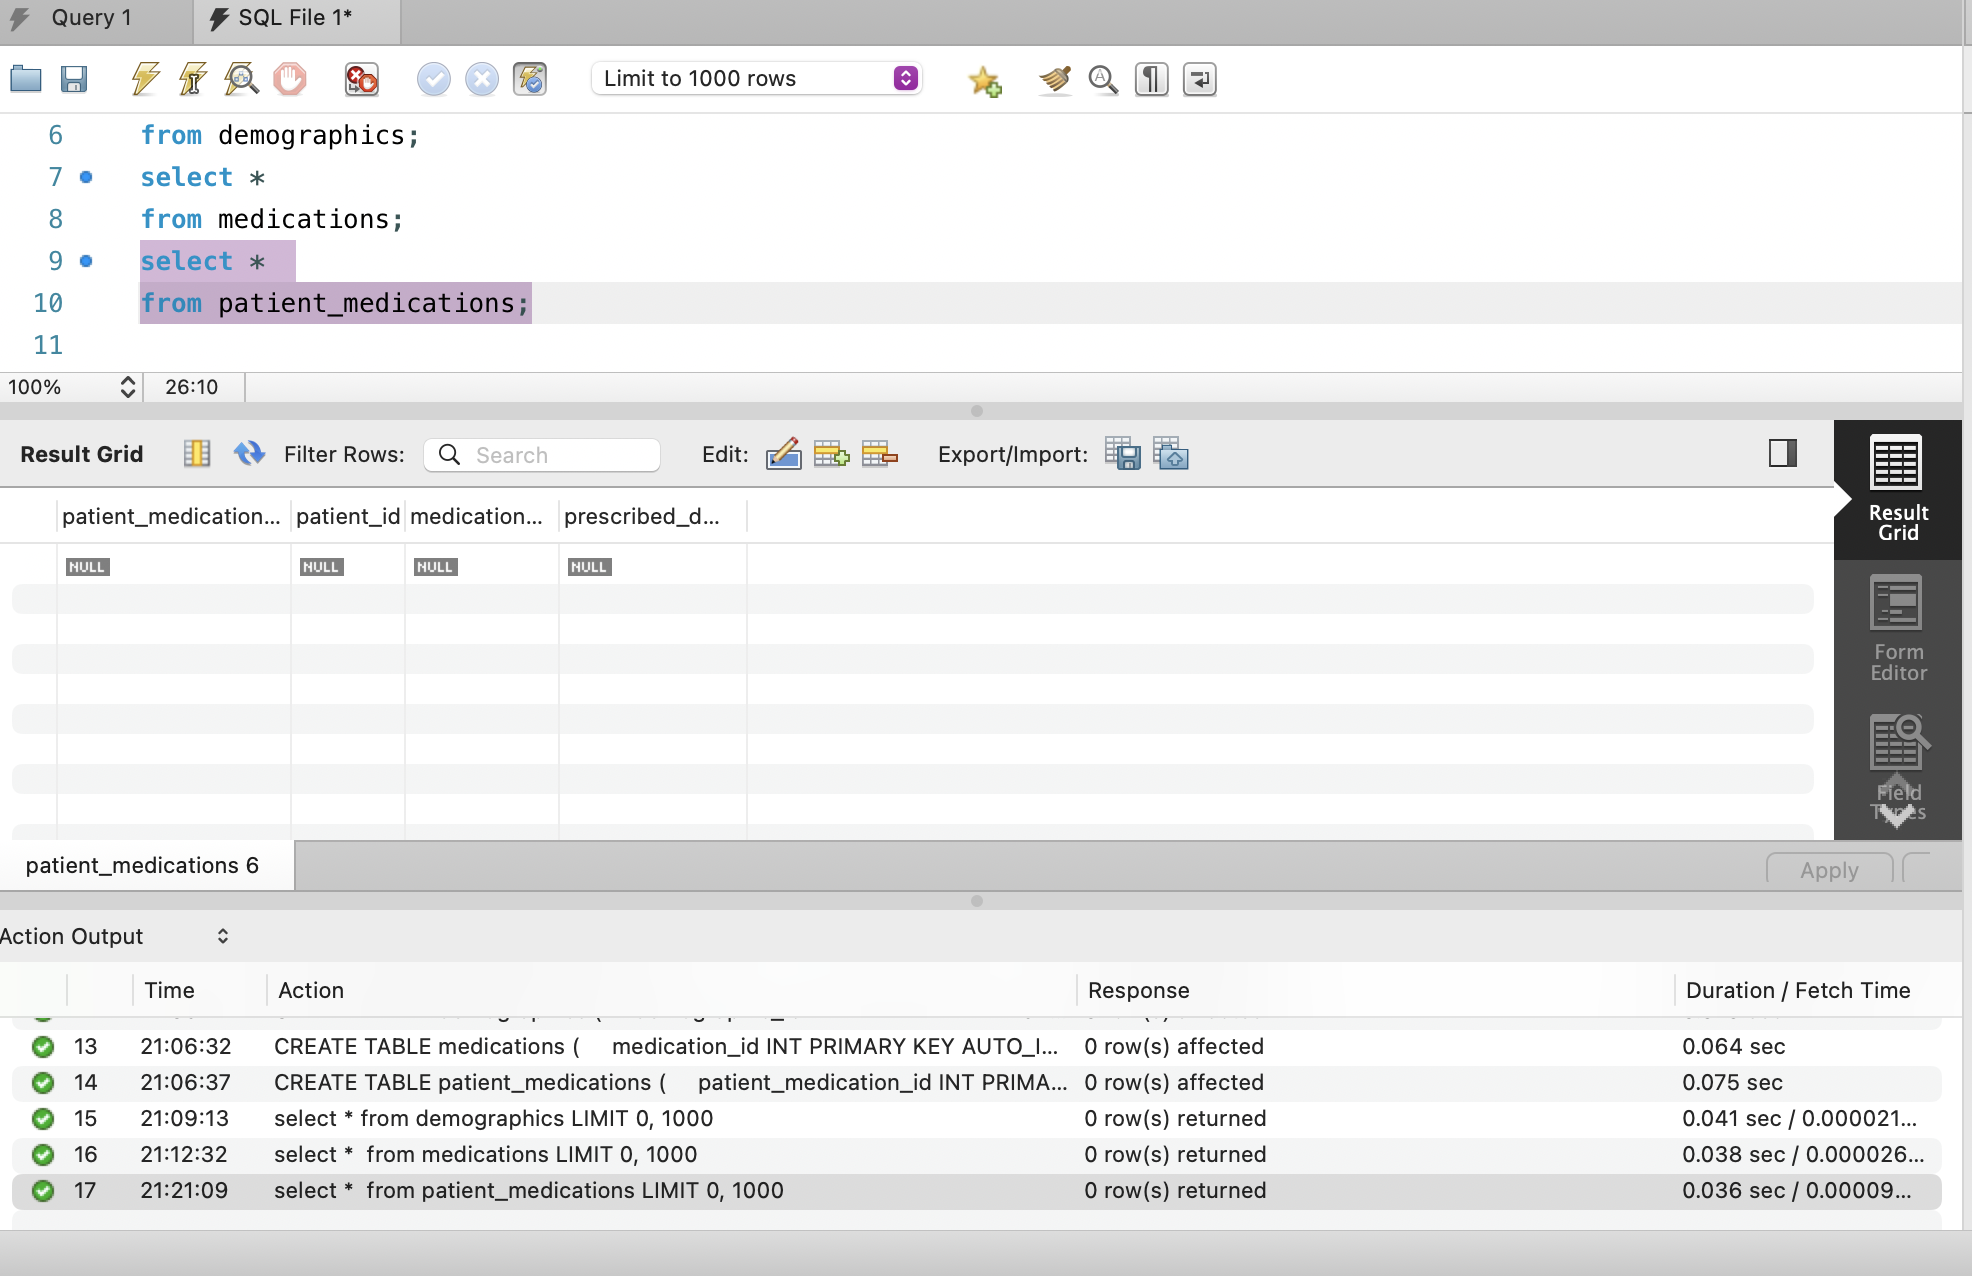 Query 1
SQL File 1*
Limit to 1000 rows
6 from demographics;
7 select *
8 from medications;
9 select *
10 from patient_medications;
11
100% 26:10
Result Grid Filter Rows: Search Edit: Export/Import:
patient_medication... patient_id medication... prescribed_d...
NULL NULL NULL NULL
Result
Grid
Form
Editor
Field
Types
patient_medications 6
Apply
Action Output
Time Action Response Duration / Fetch Time
13 21:06:32 CREATE TABLE medications ( medication_id INT PRIMARY KEY AUTO_I... 0 row(s) affected 0.064 sec
14 21:06:37 CREATE TABLE patient_medications ( patient_medication_id INT PRIMA... 0 row(s) affected 0.075 sec
15 21:09:13 select * from demographics LIMIT 0, 1000 0 row(s) returned 0.041 sec / 0.000021...
16 21:12:32 select * from medications LIMIT 0, 1000 0 row(s) returned 0.038 sec / 0.000026...
17 21:21:09 select * from patient_medications LIMIT 0, 1000 0 row(s) returned 0.036 sec / 0.00009...